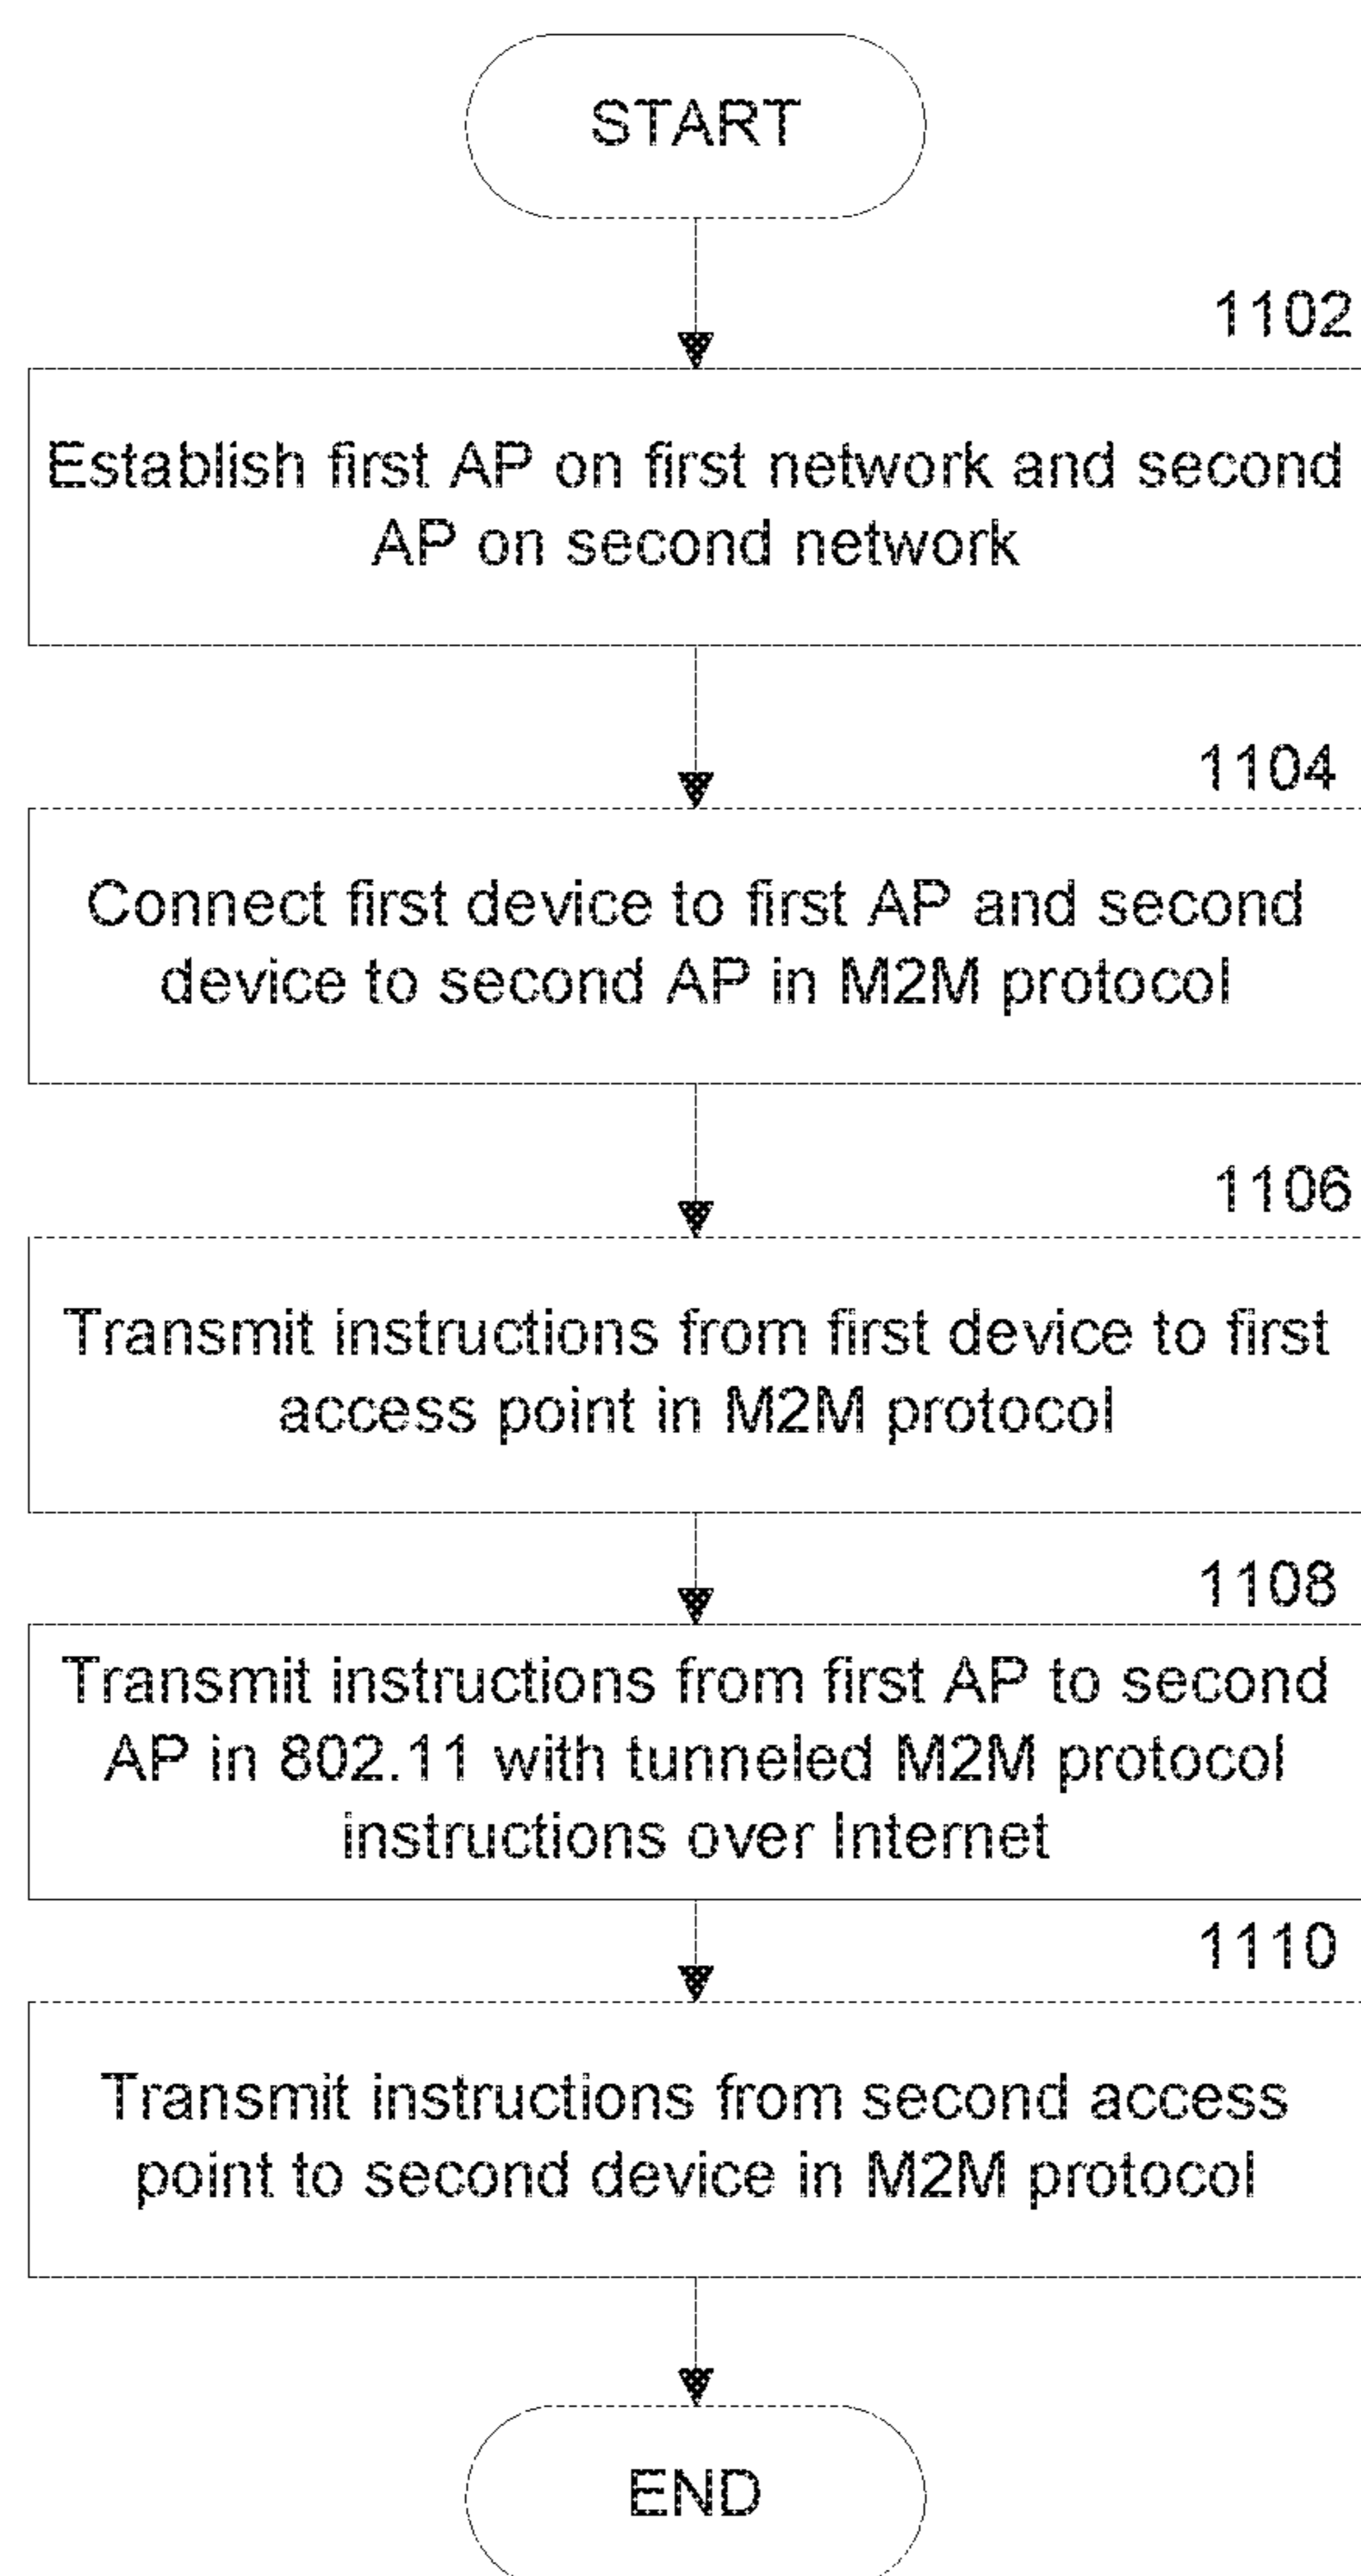 START
1102
Establish first AP on first network and second
AP on second network
1104
Connect first device to first AP and second
device to second AP in M2M protocol
1106
Transmit instructions from first device to first
access point in M2M protocol
1108
Transmit instructions from first AP to second
AP in 802.11 with tunneled M2M protocol
instructions over Internet
1110
Transmit instructions from second access
point to second device in M2M protocol
END